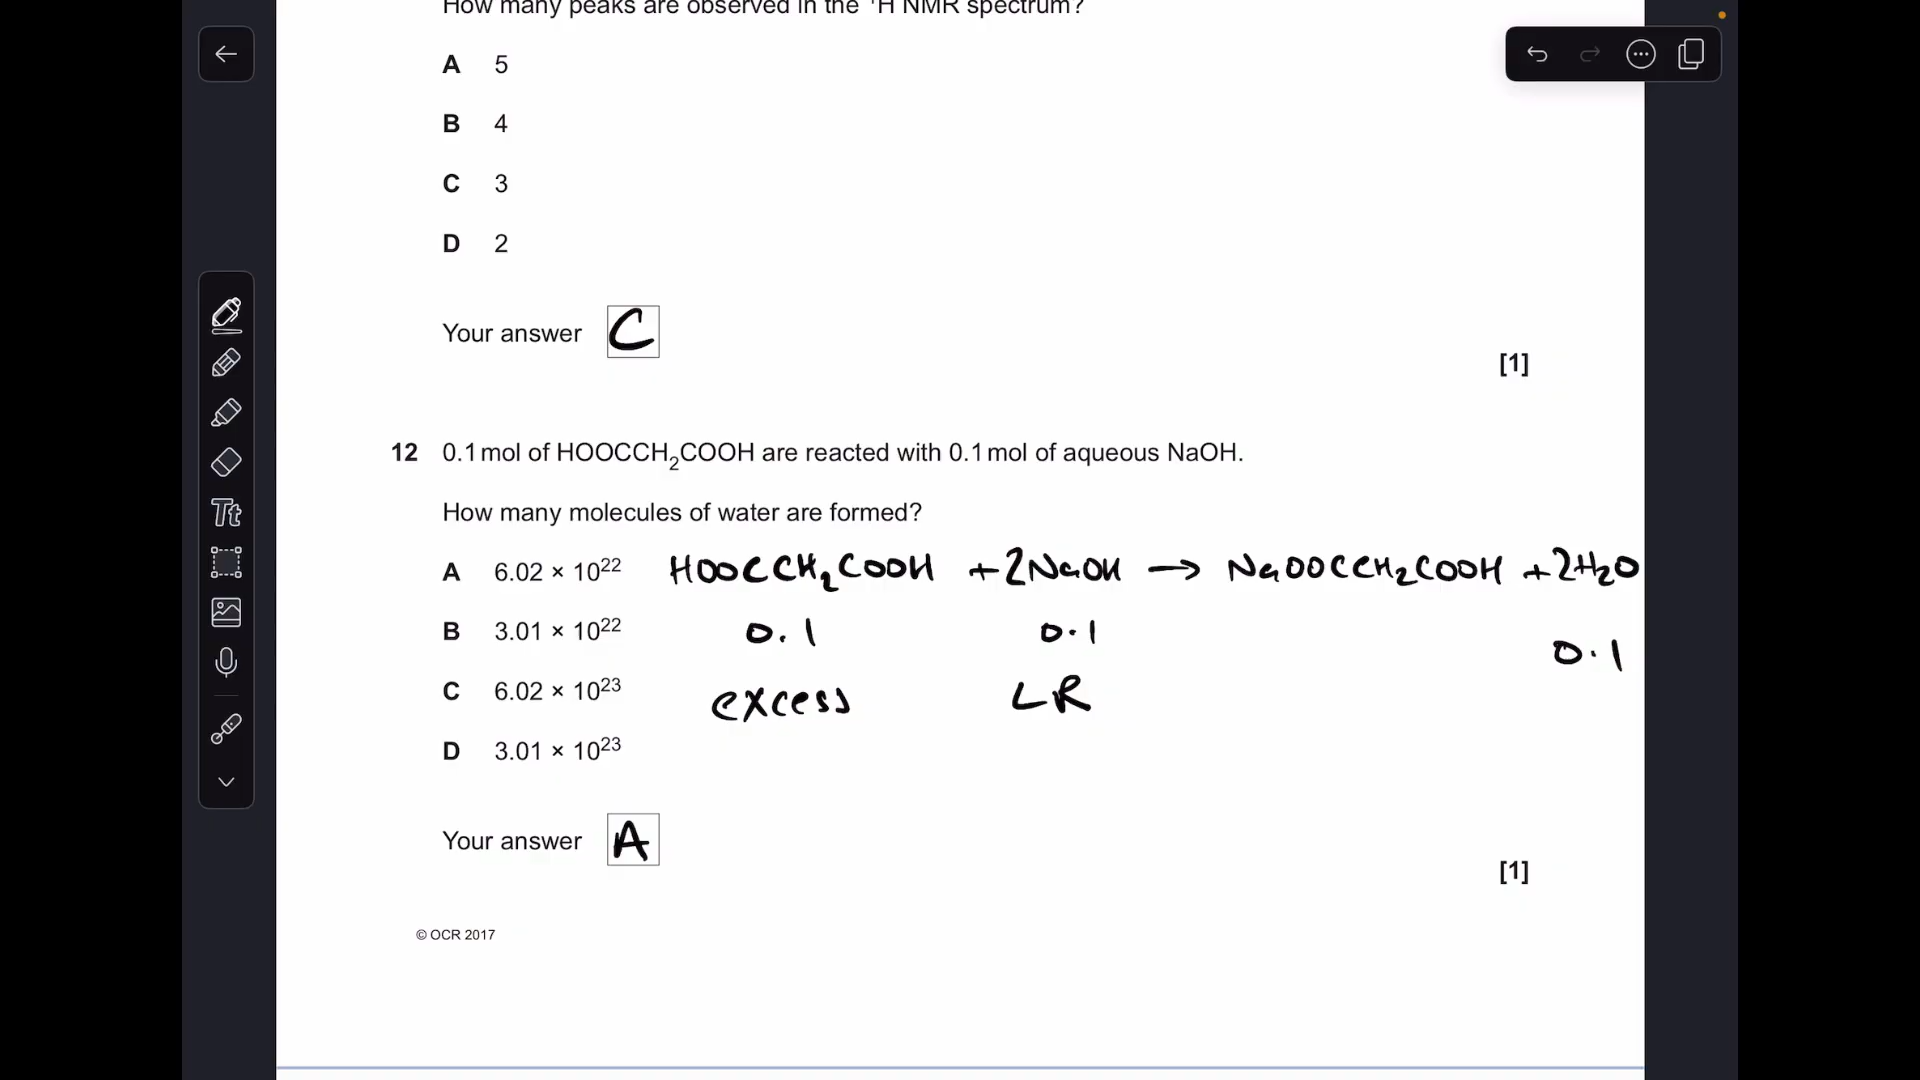 How many peaks are observed in the ¹H NMR spectrum?
A 5
B 4
C 3
D 2
Your answer C
[1]
12 0.1 mol of HOOCCH₂COOH are reacted with 0.1 mol of aqueous NaOH.
How many molecules of water are formed?
A 6.02 × 10²² HOOCCH₂COOH + 2NaOH → NaOOCCH₂COOH + 2H₂O
B 3.01 × 10²² 0.1 0.1 0.1
C 6.02 × 10²³ excess LR
D 3.01 × 10²³
Your answer A
[1]
© OCR 2017
Tt